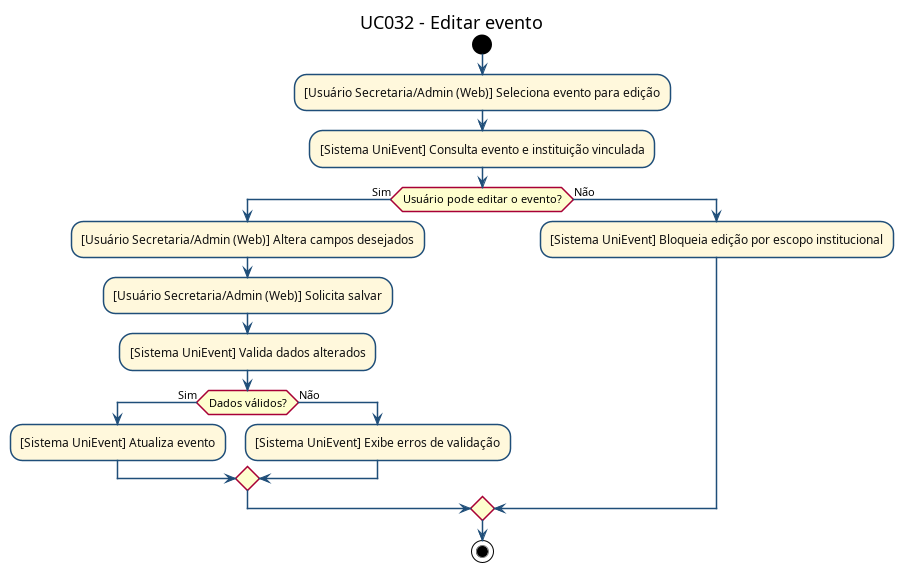 UC032 - Editar evento
[Usuário Secretaria/Admin (Web)] Seleciona evento para edição
[Sistema UniEvent] Consulta evento e instituição vinculada
Sim
Usuário pode editar o evento?
Não
[Usuário Secretaria/Admin (Web)] Altera campos desejados
[Sistema UniEvent] Bloqueia edição por escopo institucional
[Usuário Secretaria/Admin (Web)] Solicita salvar
[Sistema UniEvent] Valida dados alterados
Sim
Dados válidos?
Não
[Sistema UniEvent] Atualiza evento
[Sistema UniEvent] Exibe erros de validação